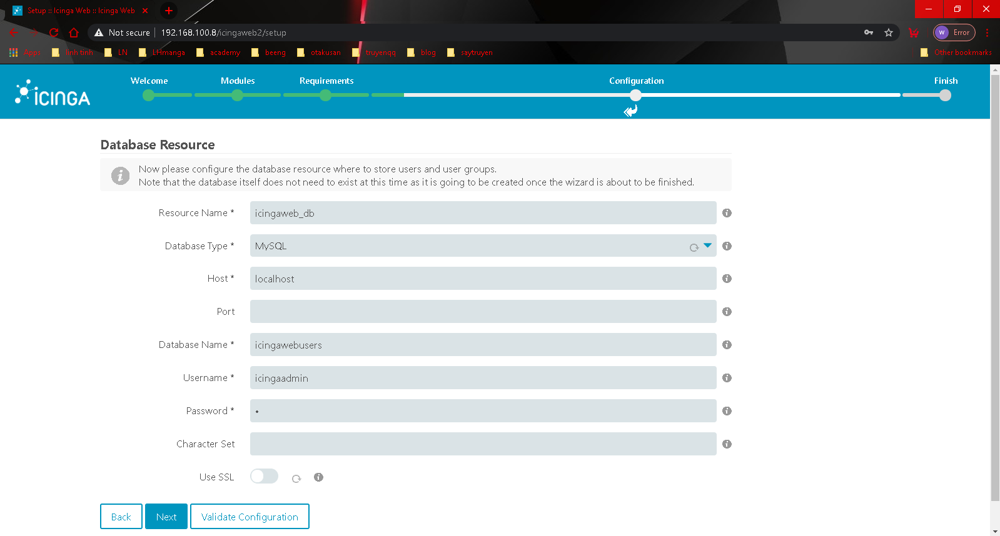 Setup :: Icinga Web :: Icinga Web
Not secure
192.168.100.8/icingaweb2/setup
W
Error
Apps
linh tinh
LN
LHmanga
academy
beeng
otakusan
truyenqq
blog
saytruyen
Other bookmarks
ICINGA
Welcome
Modules
Requirements
Configuration
Finish
Database Resource
Now please configure the database resource where to store users and user groups.
Note that the database itself does not need to exist at this time as it is going to be created once the wizard is about to be finished.
Resource Name *
icingaweb_db
Database Type *
MySQL
Host *
localhost
Port
Database Name *
icingawebusers
Username *
icingaadmin
Password *
•
Character Set
Use SSL
Back
Next
Validate Configuration